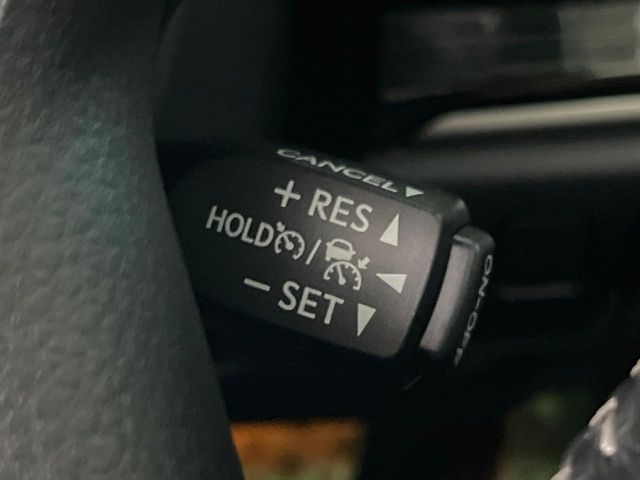 CANCEL
+ RES
HOLD /
− SET
ON-OFF